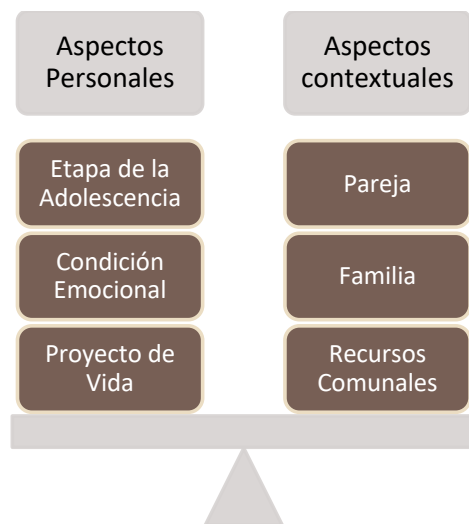 Aspectos
Personales
Aspectos
contextuales
Etapa de la
Adolescencia
Pareja
Condición
Emocional
Familia
Proyecto de
Vida
Recursos
Comunales